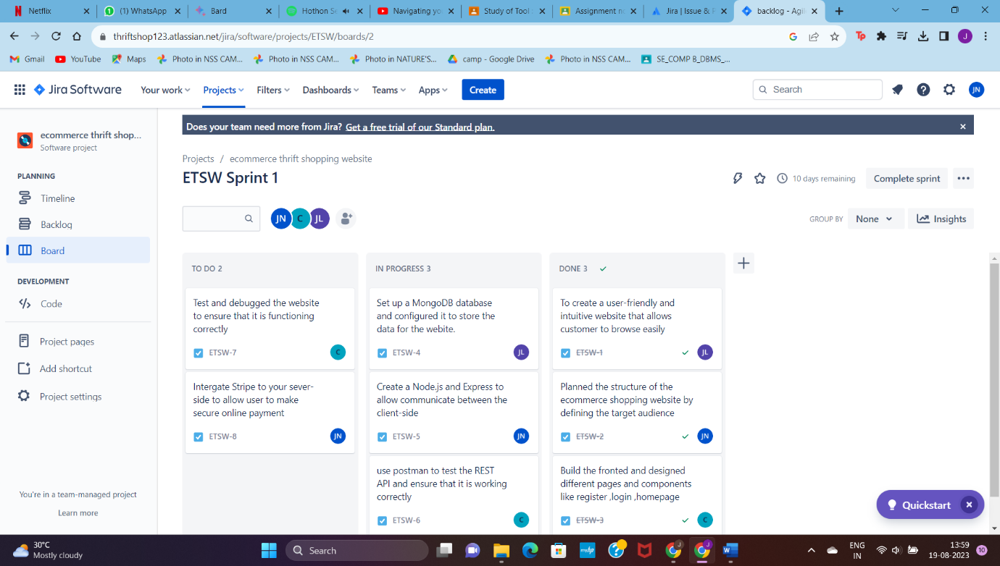 Netflix
(1) WhatsApp
Bard
Hothon Se
Navigating yo
Study of Tool
Assignment no
Jira | Issue & P
backlog - Agil
thriftshop123.atlassian.net/jira/software/projects/ETSW/boards/2
Gmail
YouTube
Maps
Photo in NSS CAM...
Photo in NSS CAM...
Photo in NATURE'S...
camp - Google Drive
Photo in NSS CAM...
SE_COMP B_DBMS_...
Jira Software
Your work
Projects
Filters
Dashboards
Teams
Apps
Create
Search
JN
ecommerce thrift shop...
Software project
PLANNING
Timeline
Backlog
Board
DEVELOPMENT
Code
Project pages
Add shortcut
Project settings
You're in a team-managed project
Learn more
Does your team need more from Jira? Get a free trial of our Standard plan.
Projects / ecommerce thrift shopping website
ETSW Sprint 1
10 days remaining
Complete sprint
JN C JL
GROUP BY
None
Insights
TO DO 2
Test and debugged the website
to ensure that it is functioning
correctly
ETSW-7
C
Intergate Stripe to your sever-
side to allow user to make
secure online payment
ETSW-8
JN
IN PROGRESS 3
Set up a MongoDB database
and configured it to store the
data for the webite.
ETSW-4
JL
Create a Node.js and Express to
allow communicate between the
client-side
ETSW-5
JN
use postman to test the REST
API and ensure that it is working
correctly
ETSW-6
C
DONE 3
To create a user-friendly and
intuitive website that allows
customer to browse easily
ETSW-1
JL
Planned the structure of the
ecommerce shopping website by
defining the target audience
ETSW-2
JN
Build the fronted and designed
different pages and components
like register ,login ,homepage
ETSW-3
C
Quickstart
30°C
Mostly cloudy
Search
ENG
IN
13:59
19-08-2023
10